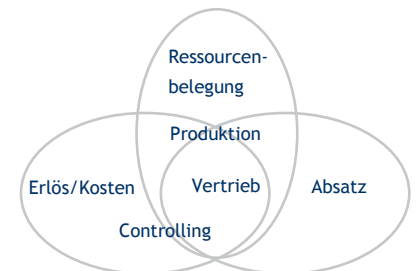 Ressourcen-
belegung
Produktion
Erlös/Kosten
Vertrieb
Absatz
Controlling